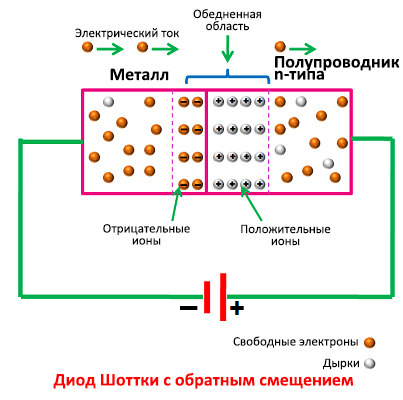 Обедненная
область
Электрический ток
Металл
Полупроводник
n-типа
Отрицательные
ионы
Положительные
ионы
− +
Свободные электроны
Дырки
Диод Шоттки с обратным смещением